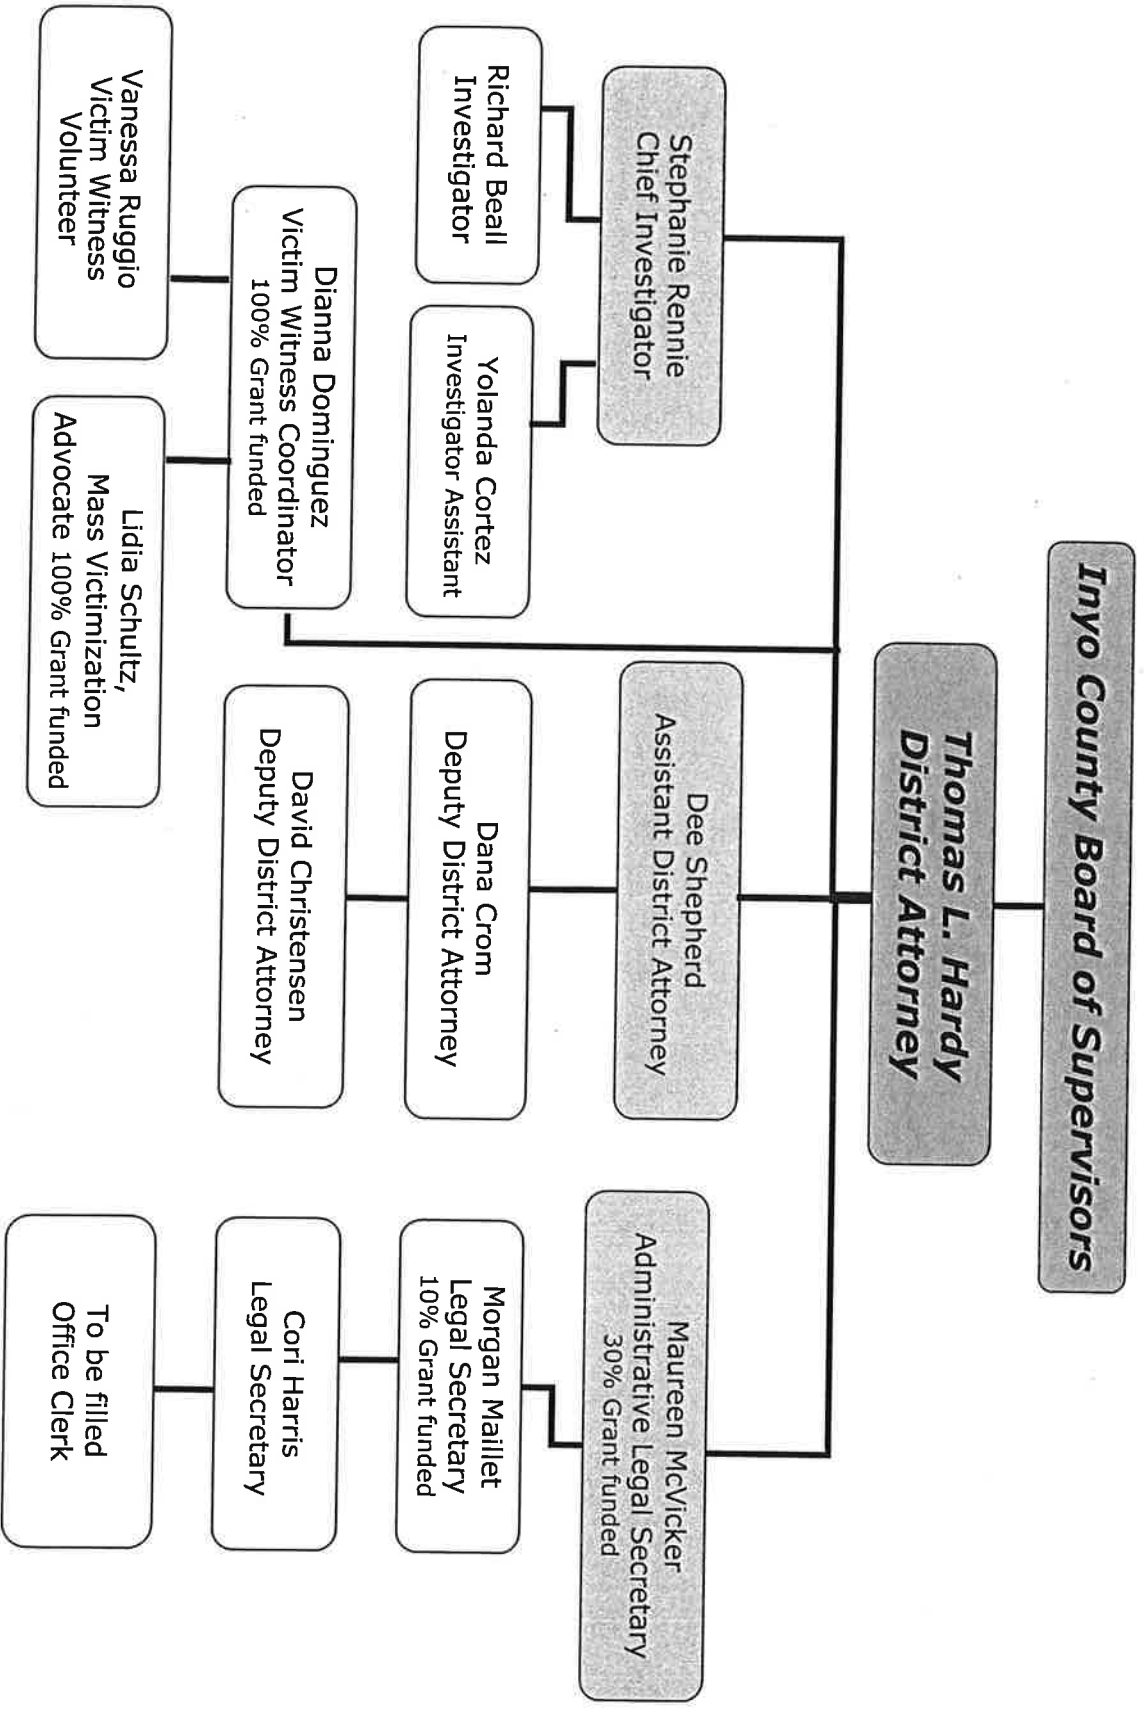 Inyo County Board of Supervisors
Thomas L. Hardy
District Attorney
Stephanie Rennie
Chief Investigator
Richard Beall
Investigator
Yolanda Cortez
Investigator Assistant
Dianna Dominguez
Victim Witness Coordinator
100% Grant funded
Vanessa Ruggio
Victim Witness
Volunteer
Lidia Schultz,
Mass Victimization
Advocate 100% Grant funded
Dee Shepherd
Assistant District Attorney
Dana Crom
Deputy District Attorney
David Christensen
Deputy District Attorney
Maureen McVicker
Administrative Legal Secretary
30% Grant funded
Morgan Maillet
Legal Secretary
10% Grant funded
Cori Harris
Legal Secretary
To be filled
Office Clerk